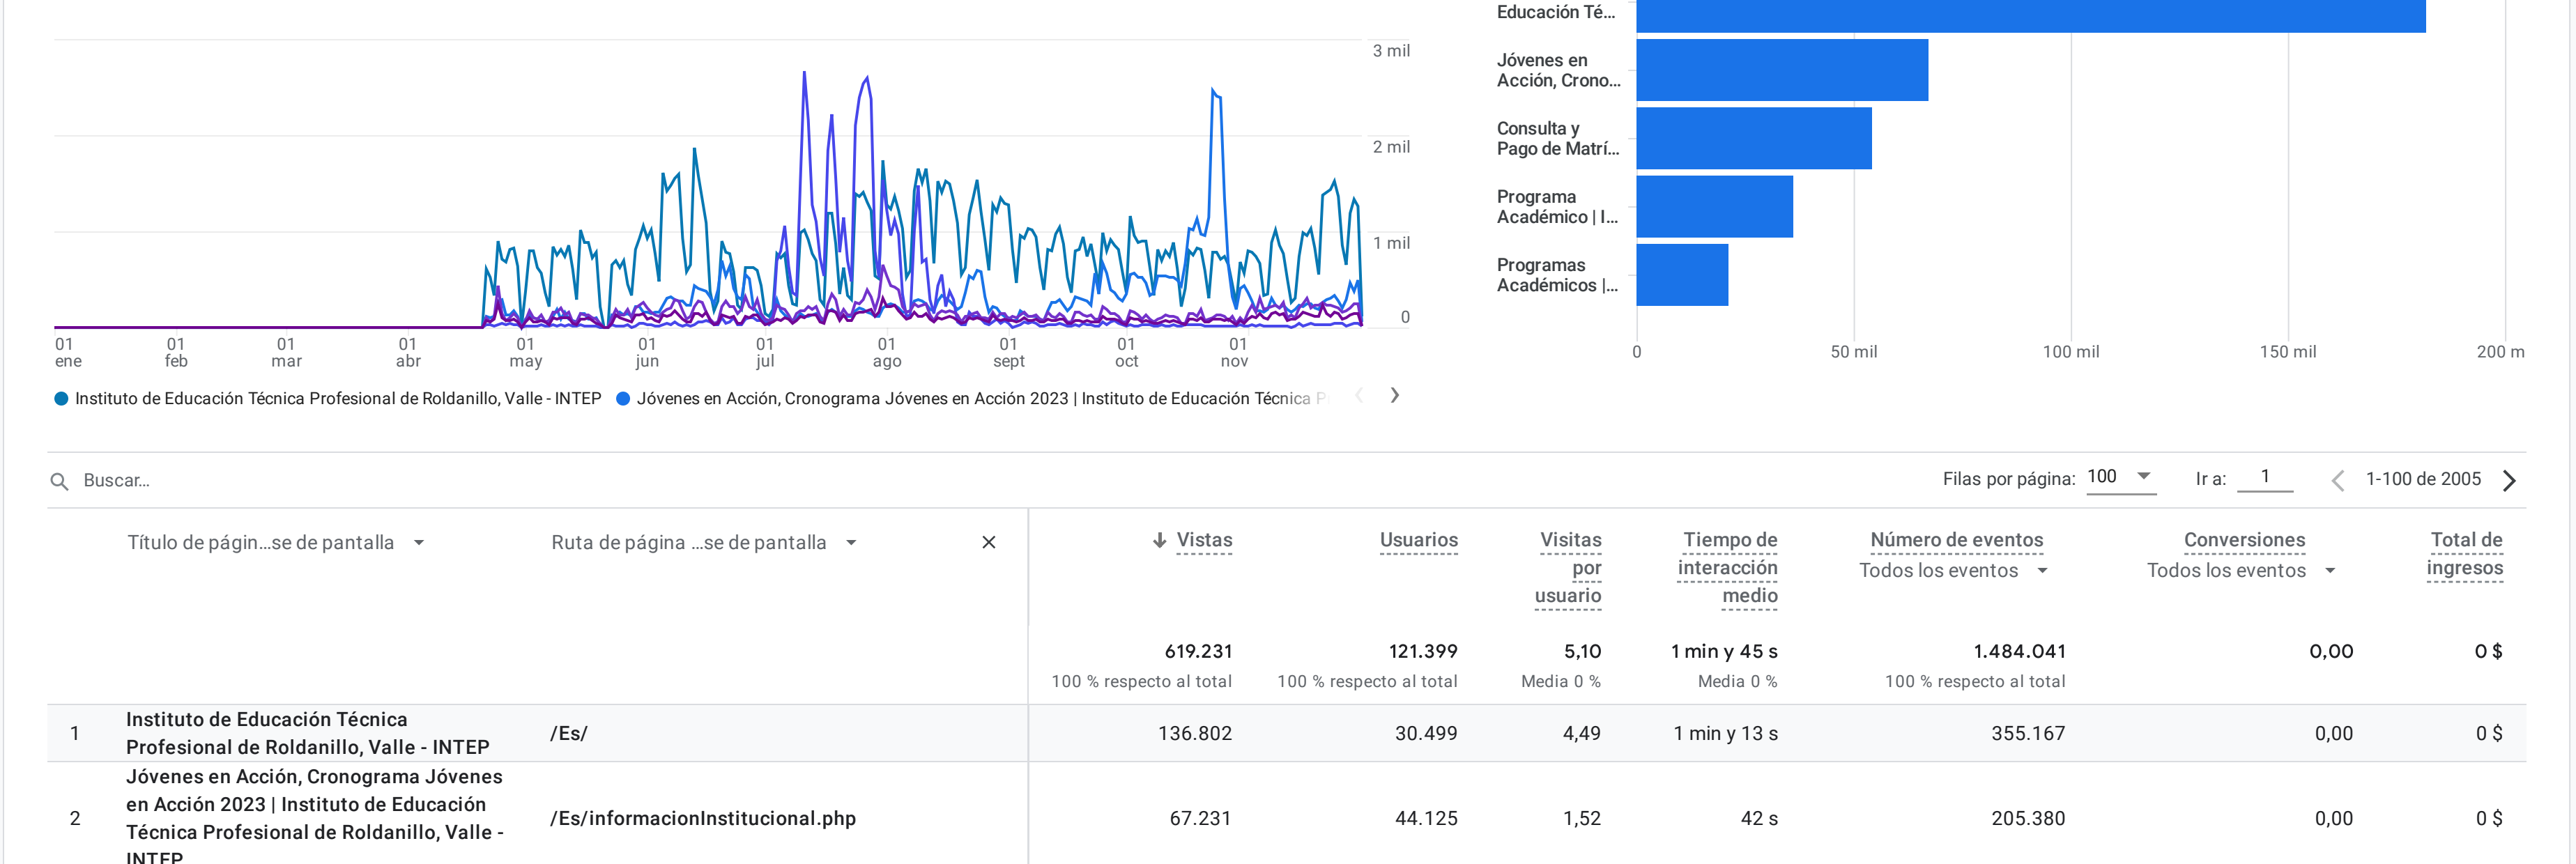 3 mil
2 mil
1 mil
0
01 ene
01 feb
01 mar
01 abr
01 may
01 jun
01 jul
01 ago
01 sept
01 oct
01 nov
Instituto de Educación Técnica Profesional de Roldanillo, Valle - INTEP
Jóvenes en Acción, Cronograma Jóvenes en Acción 2023 | Instituto de Educación Técnica P
Educación Té...
Jóvenes en
Acción, Crono...
Consulta y
Pago de Matrí...
Programa
Académico | I...
Programas
Académicos |...
0
50 mil
100 mil
150 mil
200 m
Buscar...
Filas por página: 100
Ir a: 1
1-100 de 2005
Título de págin...se de pantalla
Ruta de página ...se de pantalla
Vistas
Usuarios
Visitas
por
usuario
Tiempo de
interacción
medio
Número de eventos
Todos los eventos
Conversiones
Todos los eventos
Total de
ingresos
619.231
100 % respecto al total
121.399
100 % respecto al total
5,10
Media 0 %
1 min y 45 s
Media 0 %
1.484.041
100 % respecto al total
0,00
0 $
1
Instituto de Educación Técnica
Profesional de Roldanillo, Valle - INTEP
/Es/
136.802
30.499
4,49
1 min y 13 s
355.167
0,00
0 $
2
Jóvenes en Acción, Cronograma Jóvenes
en Acción 2023 | Instituto de Educación
Técnica Profesional de Roldanillo, Valle -
INTEP
/Es/informacionInstitucional.php
67.231
44.125
1,52
42 s
205.380
0,00
0 $